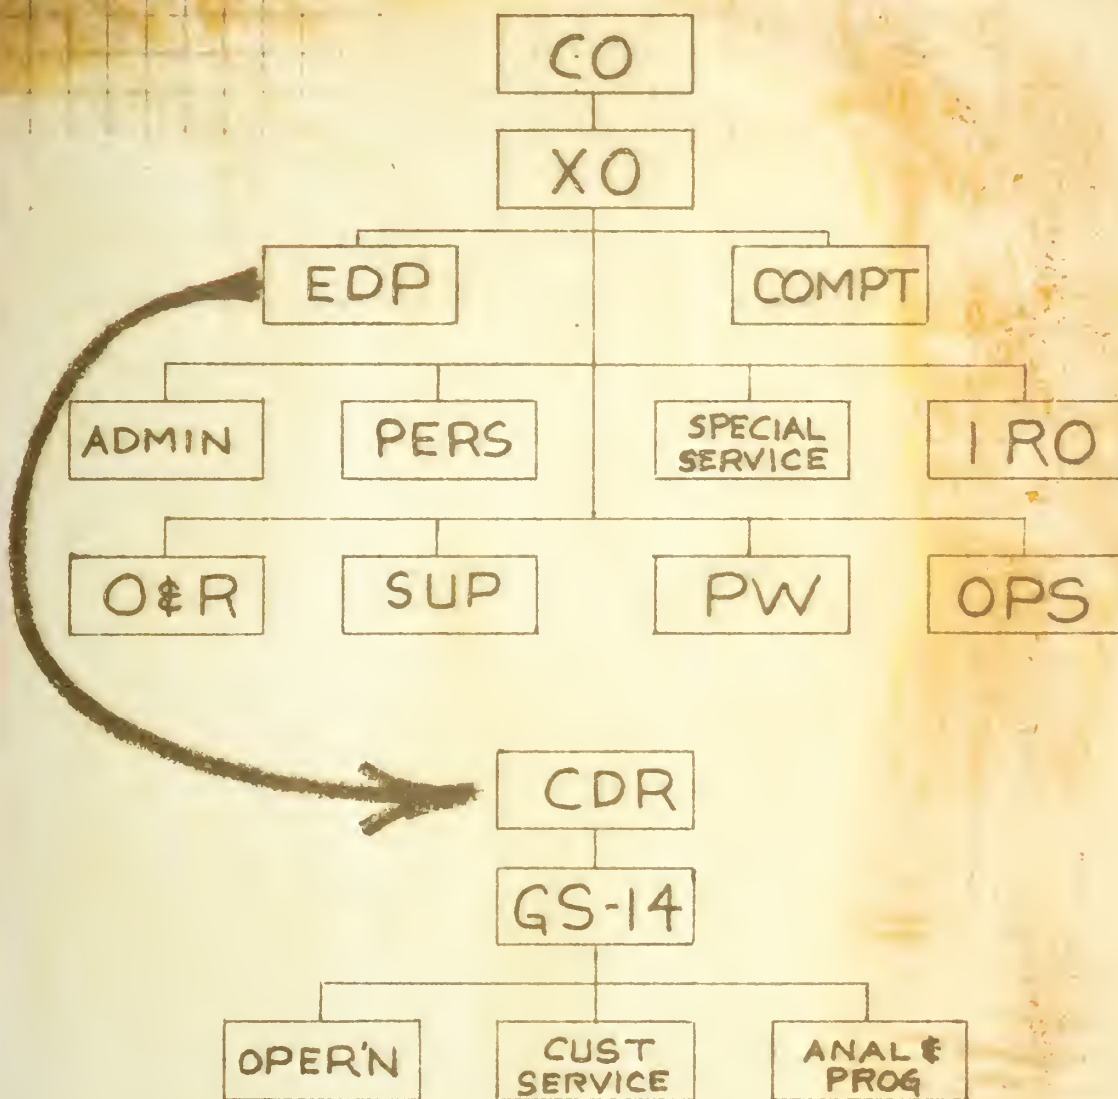 CO
XO
EDP
COMPT
ADMIN
PERS
SPECIAL
SERVICE
IRO
O&R
SUP
PW
OPS
CDR
GS-14
OPER'N
CUST
SERVICE
ANAL &
PROG